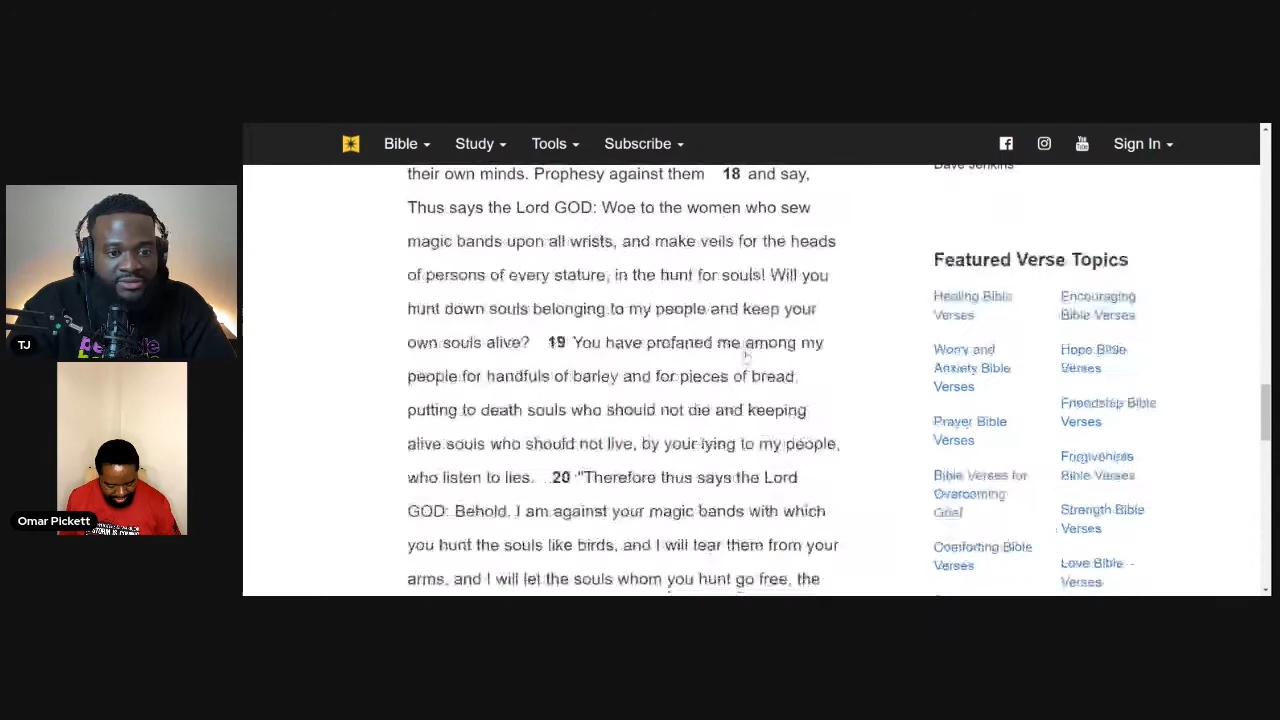 Bible
Study
Tools
Subscribe
Sign In
their own minds. Prophesy against them 18 and say,
Thus says the Lord GOD: Woe to the women who sew
magic bands upon all wrists, and make veils for the heads
of persons of every stature, in the hunt for souls! Will you
hunt down souls belonging to my people and keep your
own souls alive? 19 You have profaned me among my
people for handfuls of barley and for pieces of bread,
putting to death souls who should not die and keeping
alive souls who should not live, by your lying to my people,
who listen to lies. 20 "Therefore thus says the Lord
GOD: Behold, I am against your magic bands with which
you hunt the souls like birds, and I will tear them from your
arms, and I will let the souls whom you hunt go free, the
Dave Jenkins
Featured Verse Topics
Healing Bible
Verses
Worry and
Anxiety Bible
Verses
Prayer Bible
Verses
Bible Verses for
Overcoming
Grief
Comforting Bible
Verses
Encouraging
Bible Verses
Hope Bible
Verses
Friendship Bible
Verses
Forgiveness
Bible Verses
Strength Bible
Verses
Love Bible
Verses
TJ
Omar Pickett